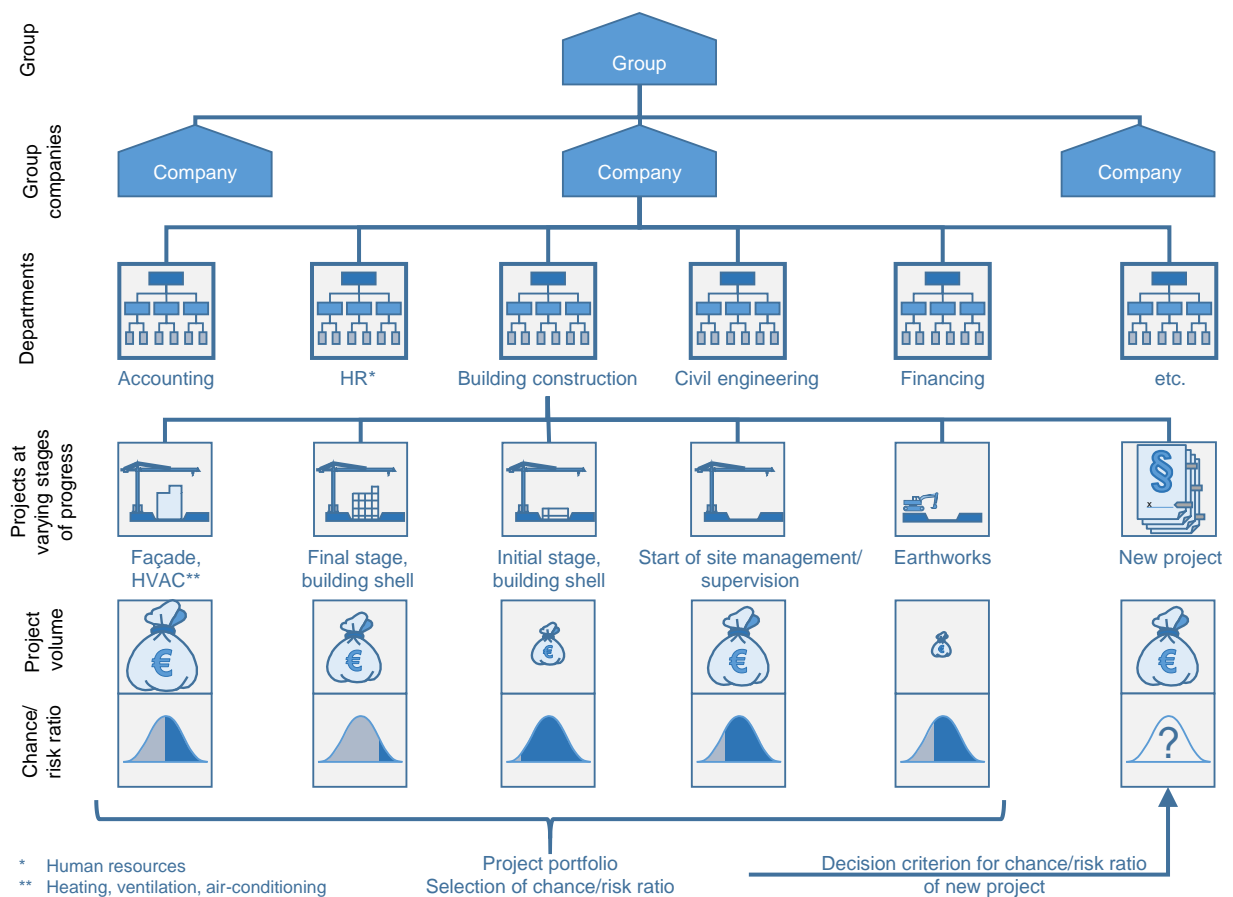 Group
Group
Group
companies
Company
Company
Company
Departments
Accounting
HR*
Building construction
Civil engineering
Financing
etc.
Projects at
varying stages
of progress
§
x
Façade,
HVAC**
Final stage,
building shell
Initial stage,
building shell
Start of site management/
supervision
Earthworks
New project
Project
volume
€
€
€
€
€
€
Chance/
risk ratio
?
Project portfolio
Selection of chance/risk ratio
Decision criterion for chance/risk ratio
of new project
* Human resources
** Heating, ventilation, air-conditioning